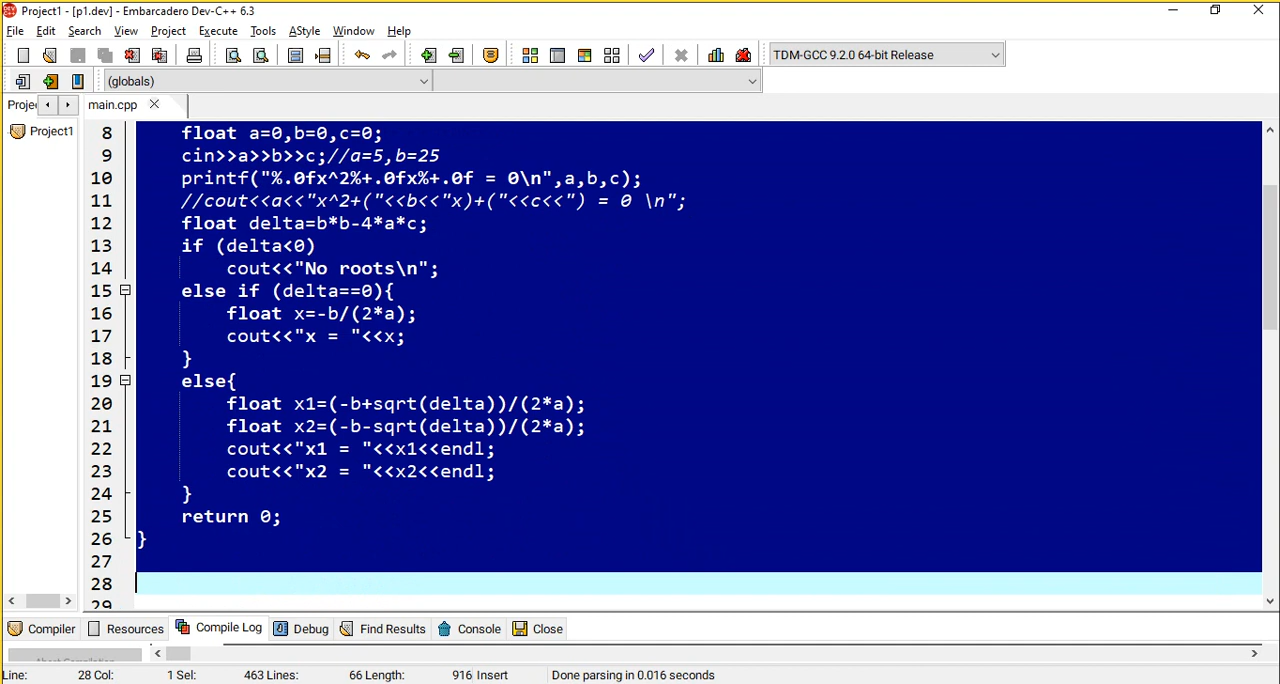 Project1 - [p1.dev] - Embarcadero Dev-C++ 6.3
File Edit Search View Project Execute Tools AStyle Window Help
TDM-GCC 9.2.0 64-bit Release
(globals)
Proje main.cpp
Project1
8 float a=0,b=0,c=0;
9 cin>>a>>b>>c;//a=5,b=25
10 printf("%.0fx^2%+.0fx%+.0f = 0\n",a,b,c);
11 //cout<<a<<"x^2+("<<b<<"x)+("<<c<<") = 0 \n";
12 float delta=b*b-4*a*c;
13 if (delta<0)
14 cout<<"No roots\n";
15 else if (delta==0){
16 float x=-b/(2*a);
17 cout<<"x = "<<x;
18 }
19 else{
20 float x1=(-b+sqrt(delta))/(2*a);
21 float x2=(-b-sqrt(delta))/(2*a);
22 cout<<"x1 = "<<x1<<endl;
23 cout<<"x2 = "<<x2<<endl;
24 }
25 return 0;
26 }
27
28
29
Compiler Resources Compile Log Debug Find Results Console Close
Abort Compilation
Line: 28 Col: 1 Sel: 463 Lines: 66 Length: 916 Insert Done parsing in 0.016 seconds